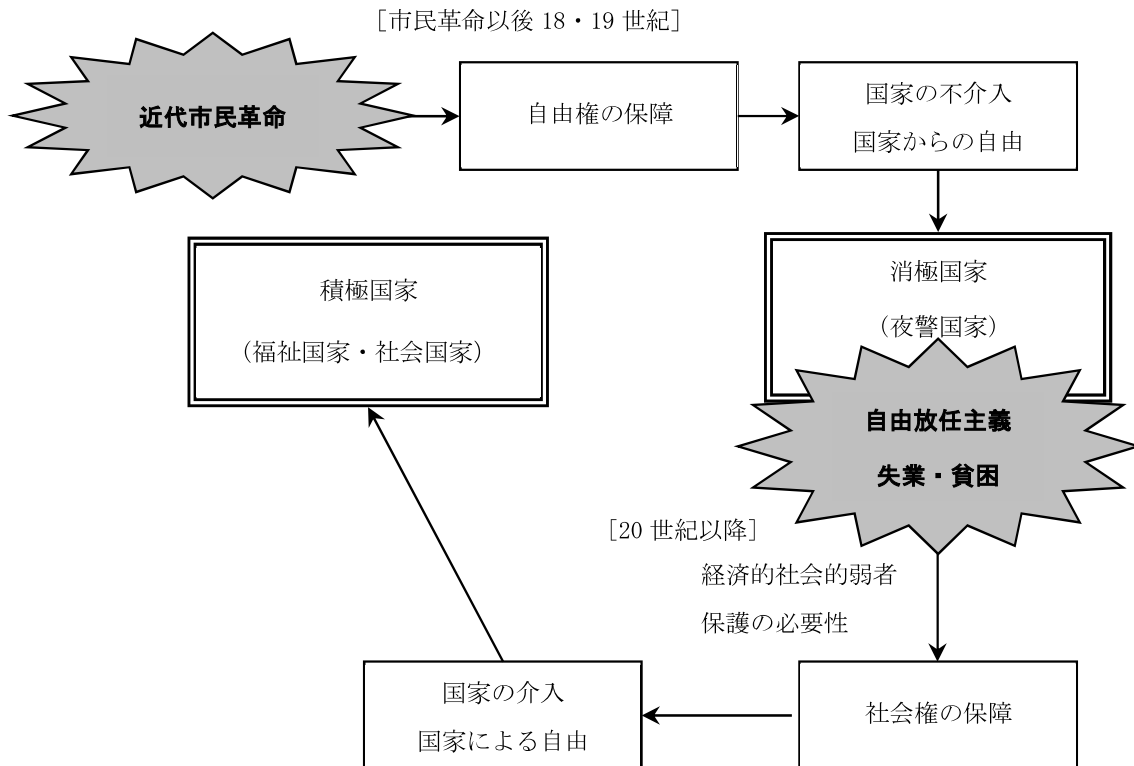 ［市民革命以後 18・19 世紀］
近代市民革命
自由権の保障
国家の不介入
国家からの自由
消極国家
（夜警国家）
自由放任主義
失業・貧困
［20 世紀以降］
経済的社会的弱者
保護の必要性
社会権の保障
国家の介入
国家による自由
積極国家
（福祉国家・社会国家）